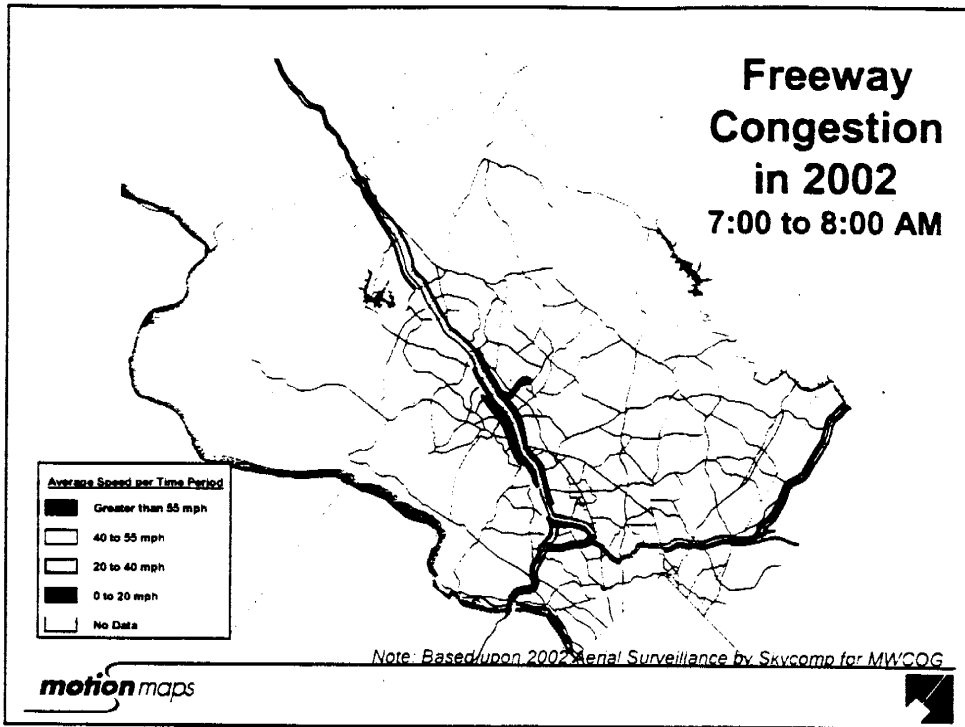 Freeway
Congestion
in 2002
7:00 to 8:00 AM
Average Speed per Time Period
Greater than 55 mph
40 to 55 mph
20 to 40 mph
0 to 20 mph
No Data
Note: Based upon 2002 Aerial Surveillance by Skycomp for MWCOG
motion maps